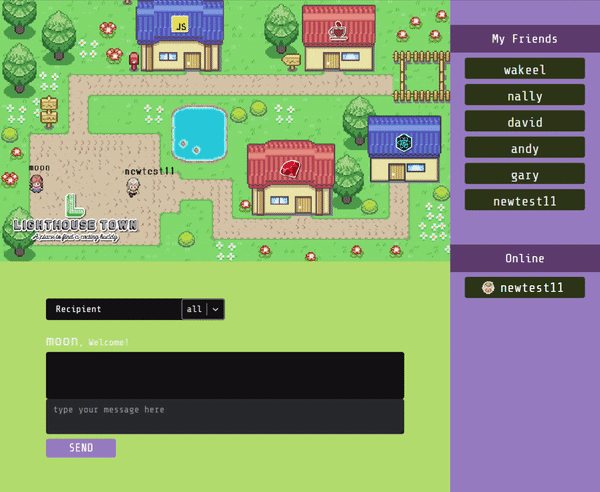 JS
moon
newtest11
LIGHTHOUSE TOWN
A place to find a coding buddy
My Friends
wakeel
nally
david
andy
gary
newtest11
Online
newtest11
Recipient
all
moon, Welcome!
type your message here
SEND